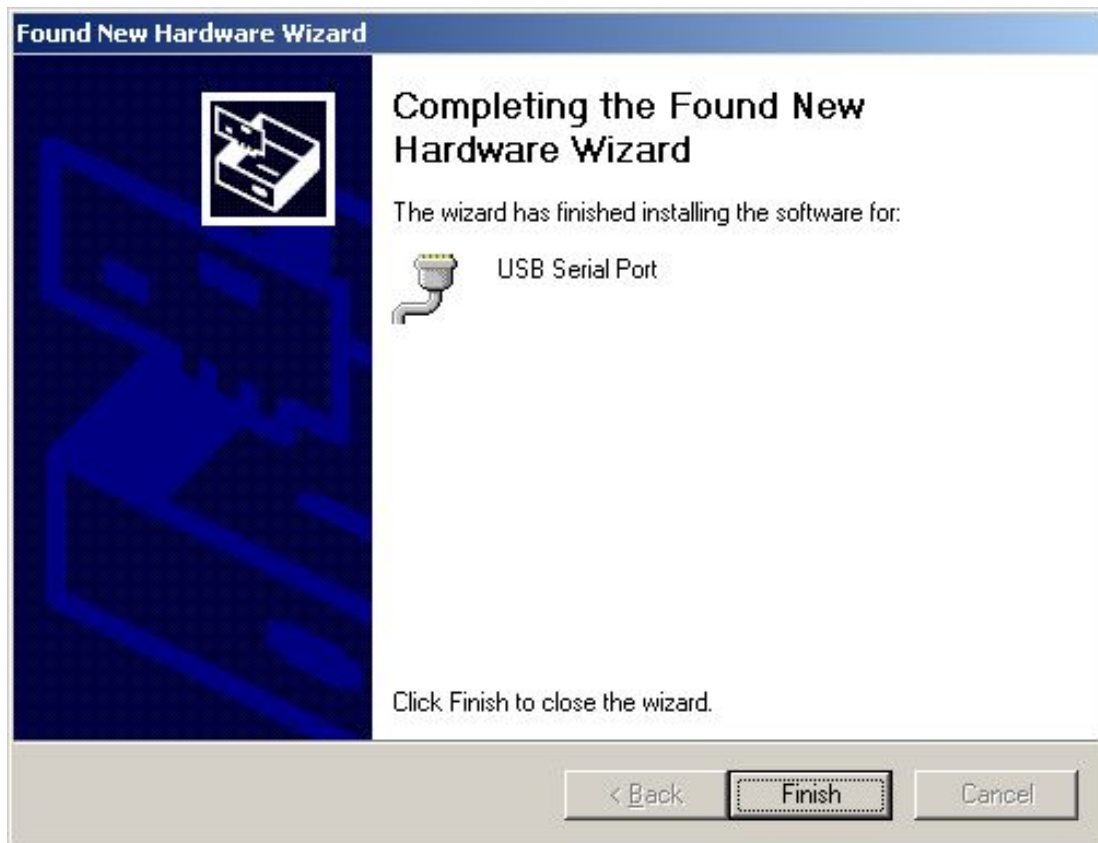 Found New Hardware Wizard
Completing the Found New
Hardware Wizard
The wizard has finished installing the software for:
USB Serial Port
Click Finish to close the wizard.
< Back
Finish
Cancel